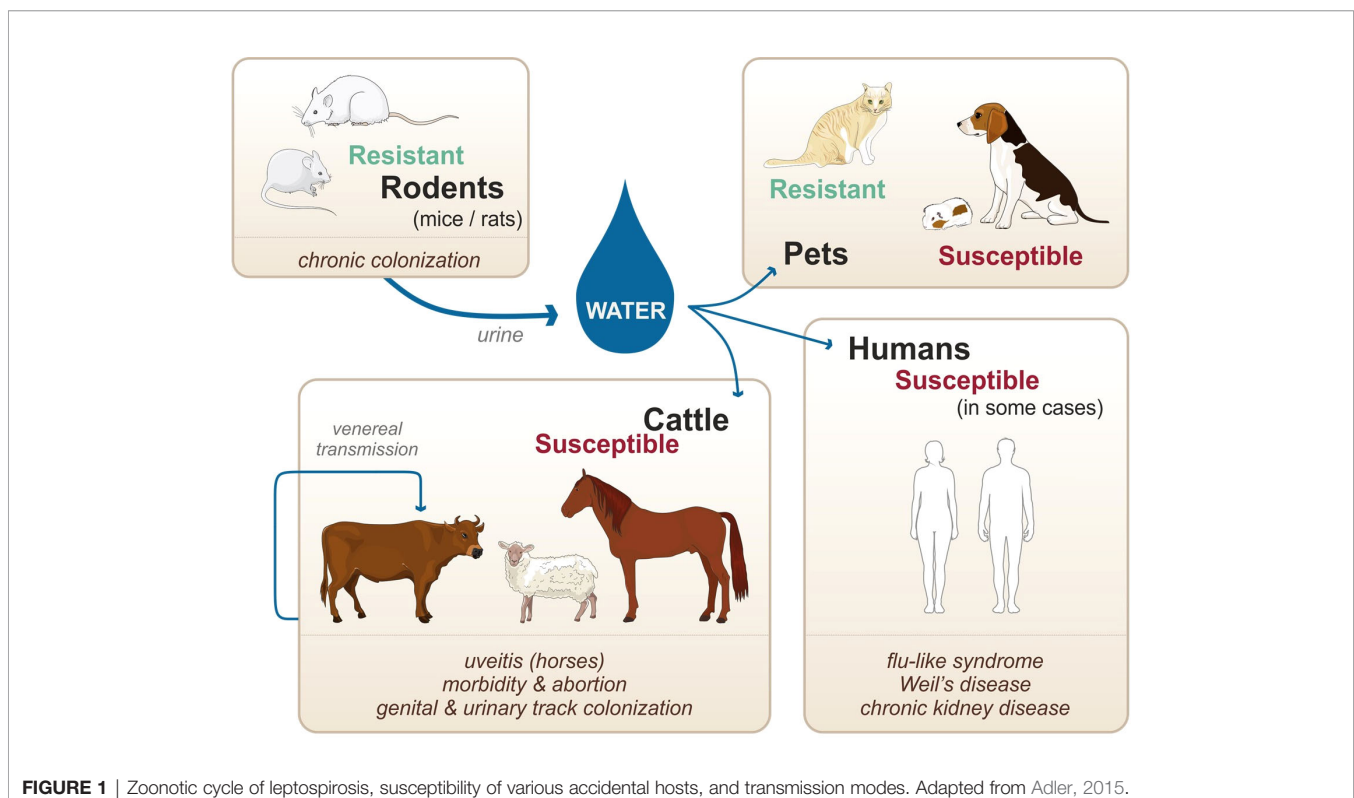 Resistant
Rodents
(mice / rats)
chronic colonization
urine
WATER
Resistant
Pets
Susceptible
Humans
Susceptible
(in some cases)
flu-like syndrome
Weil's disease
chronic kidney disease
venereal
transmission
Cattle
Susceptible
uveitis (horses)
morbidity & abortion
genital & urinary track colonization
FIGURE 1 | Zoonotic cycle of leptospirosis, susceptibility of various accidental hosts, and transmission modes. Adapted from Adler, 2015.